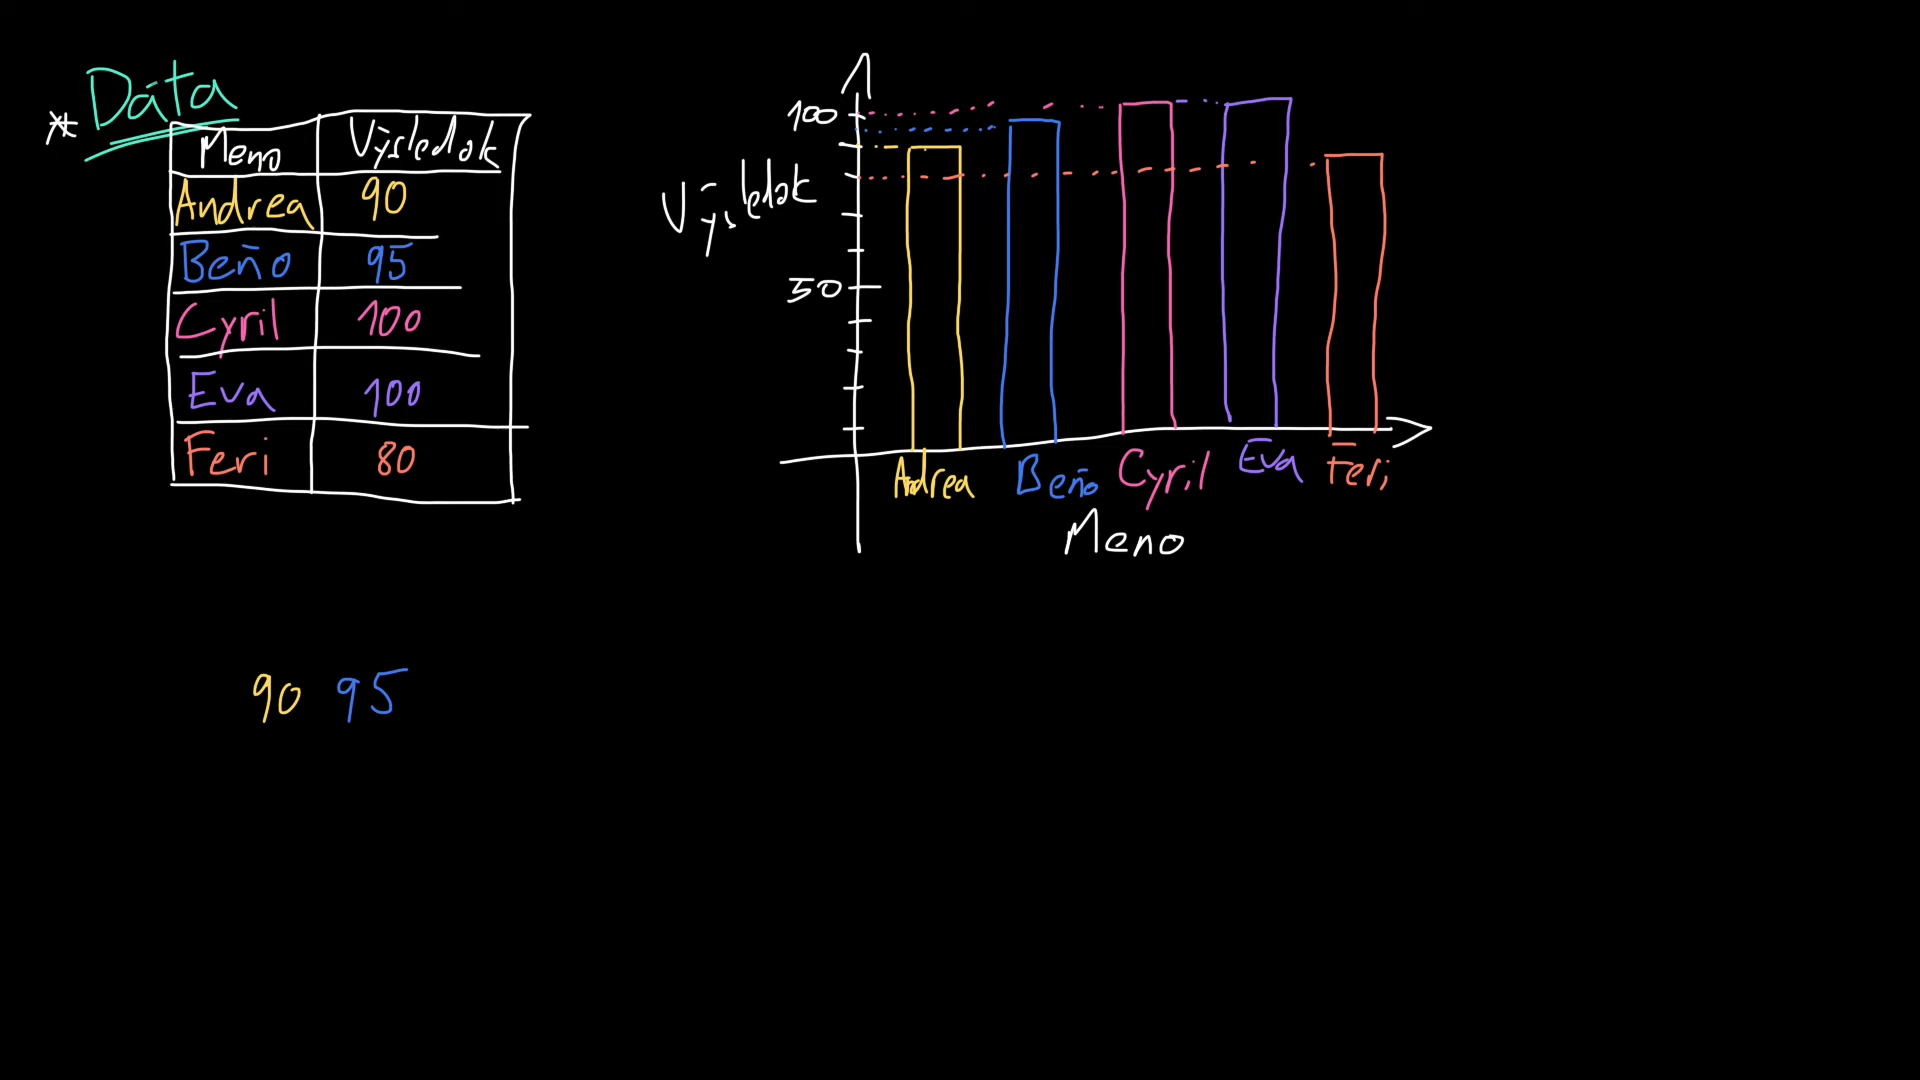 * Dáta
Meno Výsledok
Andrea 90
Beňo 95
Cyril 100
Eva 100
Feri 80
100
Výsledok
50
Andrea Beňo Cyril Eva Feri
Meno
90 95